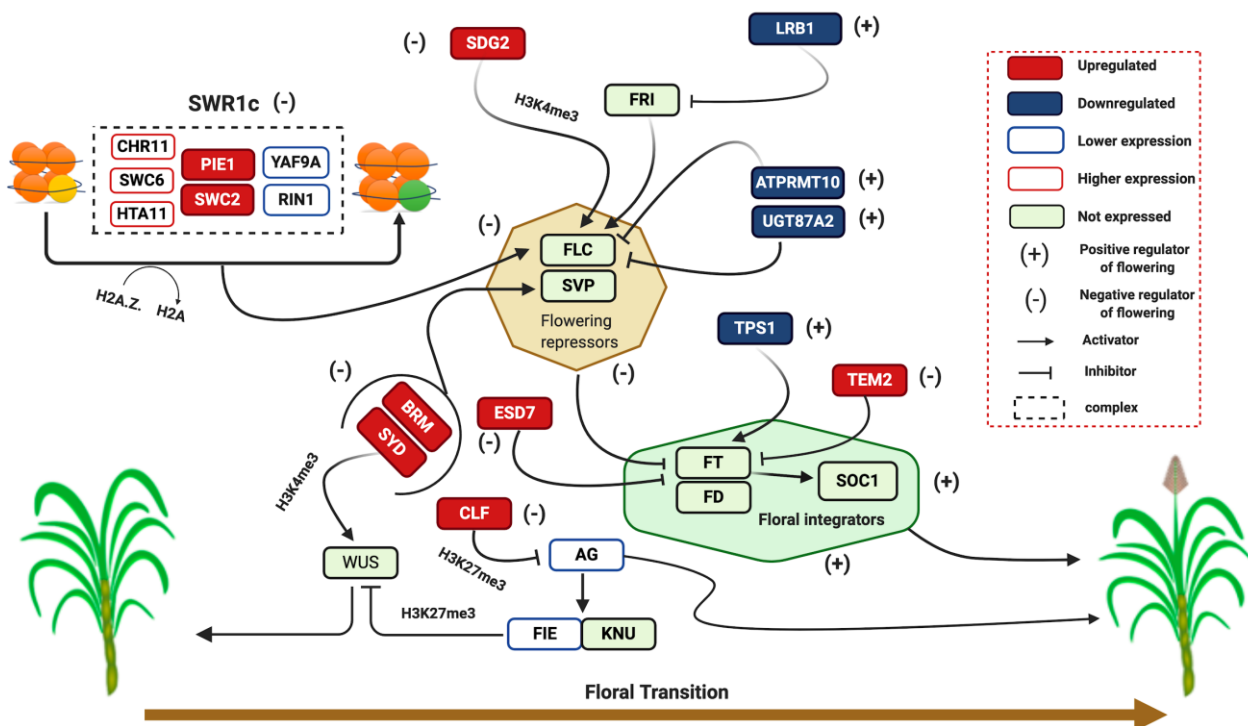 LRB1
(+)
(-)
SDG2
Upregulated
Downregulated
Lower expression
Higher expression
Not expressed
(+)
Positive regulator
of flowering
(-)
Negative regulator
of flowering
Activator
Inhibitor
complex
SWR1c (-)
H3K4me3
FRI
CHR11
SWC6
HTA11
PIE1
SWC2
YAF9A
RIN1
ATPRMT10
(+)
UGT87A2
(+)
(-)
FLC
SVP
Flowering
repressors
H2A.Z.
H2A
TPS1
(+)
(-)
(-)
TEM2
(-)
BRM
SYD
ESD7
(-)
FT
FD
SOC1
(+)
Floral integrators
H3K4me3
CLF
(-)
H3K27me3
AG
(+)
WUS
H3K27me3
FIE
KNU
Floral Transition